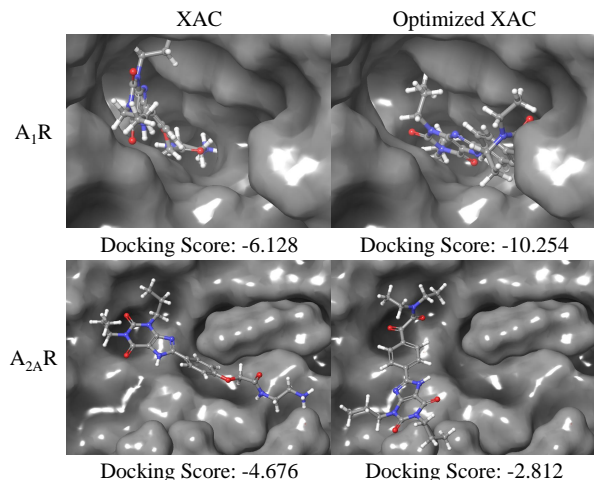 XAC Optimized XAC
A₁R
Docking Score: -6.128 Docking Score: -10.254
A₂ₐR
Docking Score: -4.676 Docking Score: -2.812